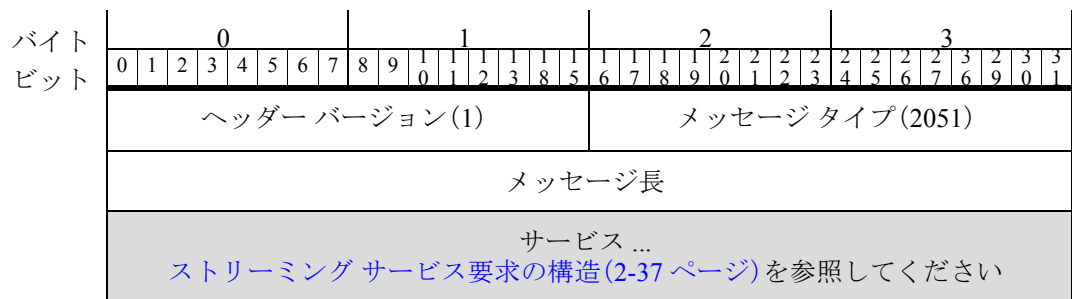 バイト 0 1 2 3
ビット 0 1 2 3 4 5 6 7 8 9 10 11 12 13 18 15 16 17 18 19 20 21 22 23 24 25 26 27 36 29 30 31
ヘッダー バージョン(1) メッセージ タイプ(2051)
メッセージ長
サービス ...
ストリーミング サービス要求の構造(2-37 ページ)を参照してください